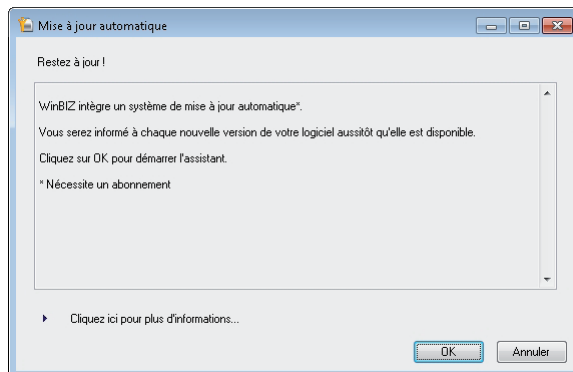 Mise à jour automatique
Restez à jour !
WinBIZ intègre un système de mise à jour automatique*.
Vous serez informé à chaque nouvelle version de votre logiciel aussitôt qu'elle est disponible.
Cliquez sur OK pour démarrer l'assistant.
* Nécessite un abonnement
Cliquez ici pour plus d'informations...
OK Annuler